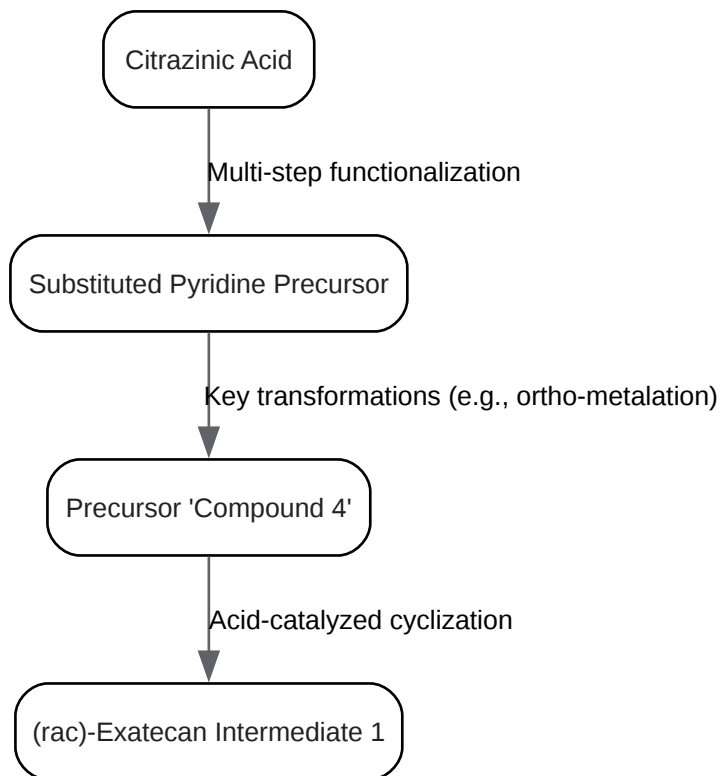 Citrazinic Acid
Multi-step functionalization
Substituted Pyridine Precursor
Key transformations (e.g., ortho-metalation)
Precursor 'Compound 4'
Acid-catalyzed cyclization
(rac)-Exatecan Intermediate 1